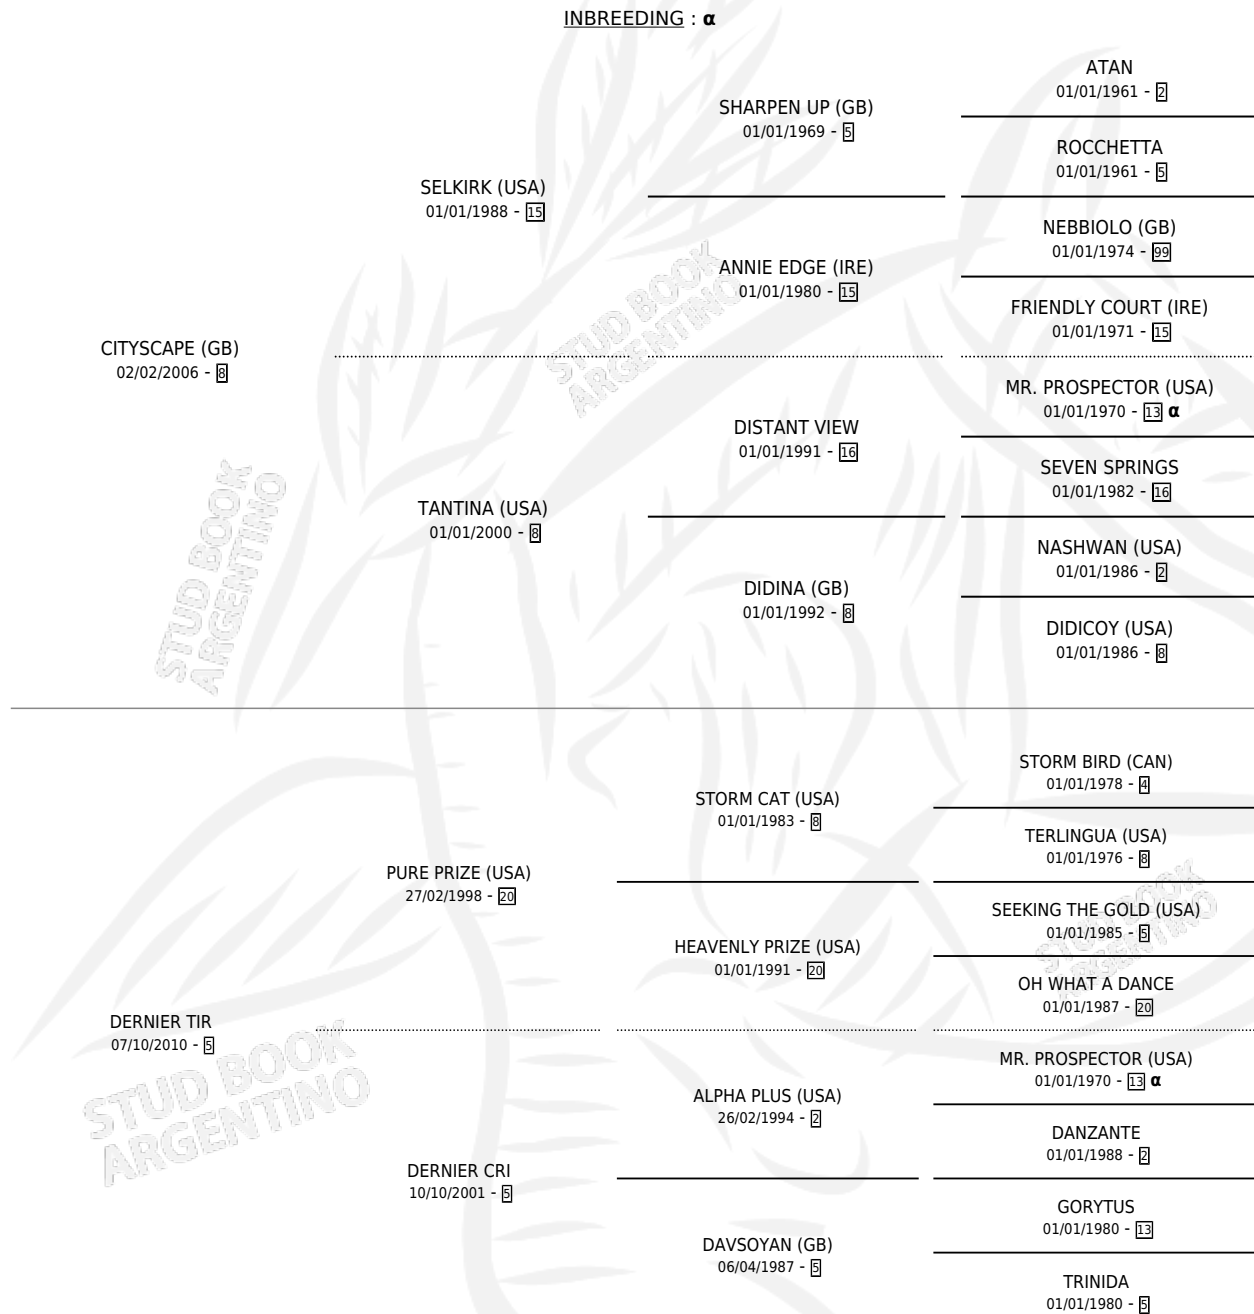 INBREEDING : α
ATAN
01/01/1961 - 2
SHARPEN UP (GB)
01/01/1969 - 5
ROCCHETTA
01/01/1961 - 5
SELKIRK (USA)
01/01/1988 - 15
NEBBIOLO (GB)
01/01/1974 - 99
ANNIE EDGE (IRE)
01/01/1980 - 15
FRIENDLY COURT (IRE)
01/01/1971 - 15
CITYSCAPE (GB)
02/02/2006 - 8
MR. PROSPECTOR (USA)
01/01/1970 - 13 α
DISTANT VIEW
01/01/1991 - 16
SEVEN SPRINGS
01/01/1982 - 16
TANTINA (USA)
01/01/2000 - 8
NASHWAN (USA)
01/01/1986 - 2
DIDINA (GB)
01/01/1992 - 8
DIDICOY (USA)
01/01/1986 - 8
STORM BIRD (CAN)
01/01/1978 - 4
STORM CAT (USA)
01/01/1983 - 8
TERLINGUA (USA)
01/01/1976 - 8
PURE PRIZE (USA)
27/02/1998 - 20
SEEKING THE GOLD (USA)
01/01/1985 - 5
HEAVENLY PRIZE (USA)
01/01/1991 - 20
OH WHAT A DANCE
01/01/1987 - 20
DERNIER TIR
07/10/2010 - 5
MR. PROSPECTOR (USA)
01/01/1970 - 13 α
ALPHA PLUS (USA)
26/02/1994 - 2
DANZANTE
01/01/1988 - 2
DERNIER CRI
10/10/2001 - 5
GORYTUS
01/01/1980 - 13
DAVSOYAN (GB)
06/04/1987 - 5
TRINIDA
01/01/1980 - 5
STUD BOOK
ARGENTINO
STUD BOOK
ARGENTINO
STUD BOOK
ARGENTINO
STUD BOOK
ARGENTINO